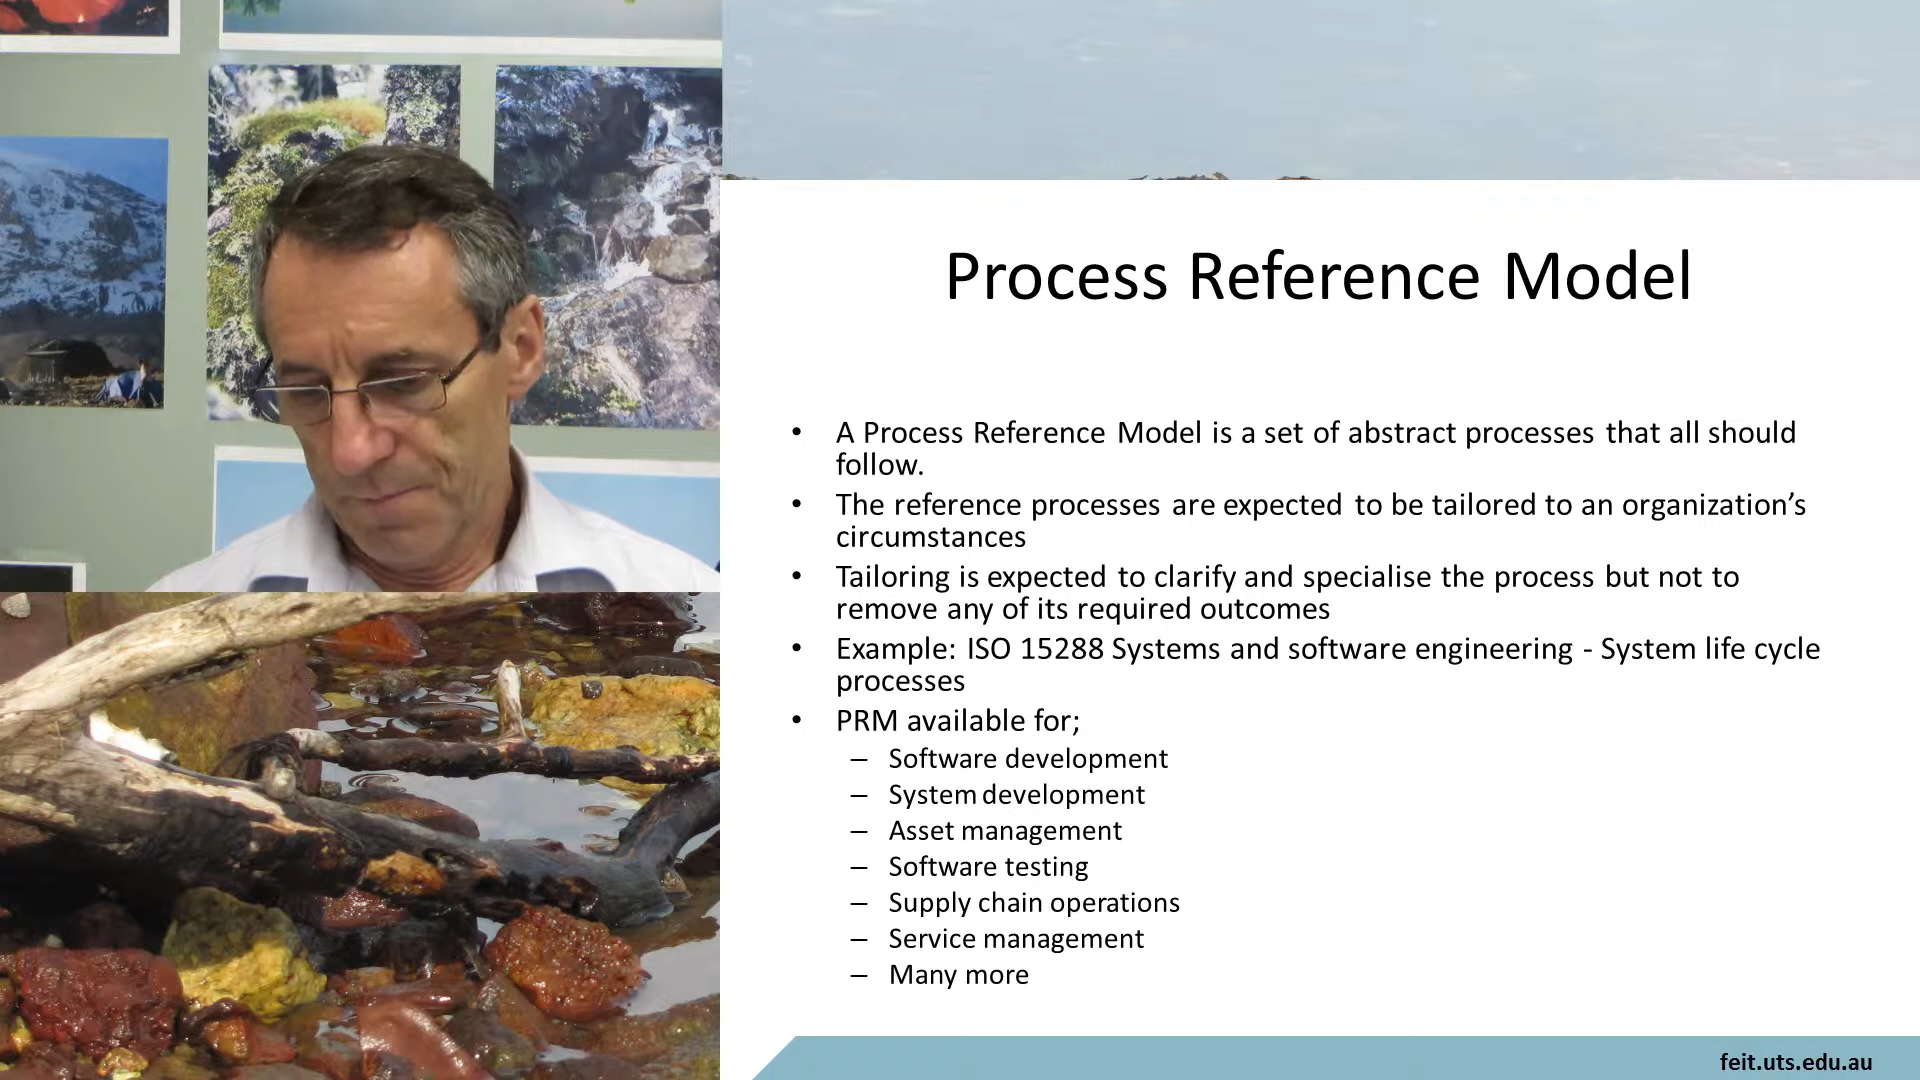 Process Reference Model
• A Process Reference Model is a set of abstract processes that all should
follow.
• The reference processes are expected to be tailored to an organization’s
circumstances
• Tailoring is expected to clarify and specialise the process but not to
remove any of its required outcomes
• Example: ISO 15288 Systems and software engineering - System life cycle
processes
• PRM available for;
– Software development
– System development
– Asset management
– Software testing
– Supply chain operations
– Service management
– Many more
feit.uts.edu.au